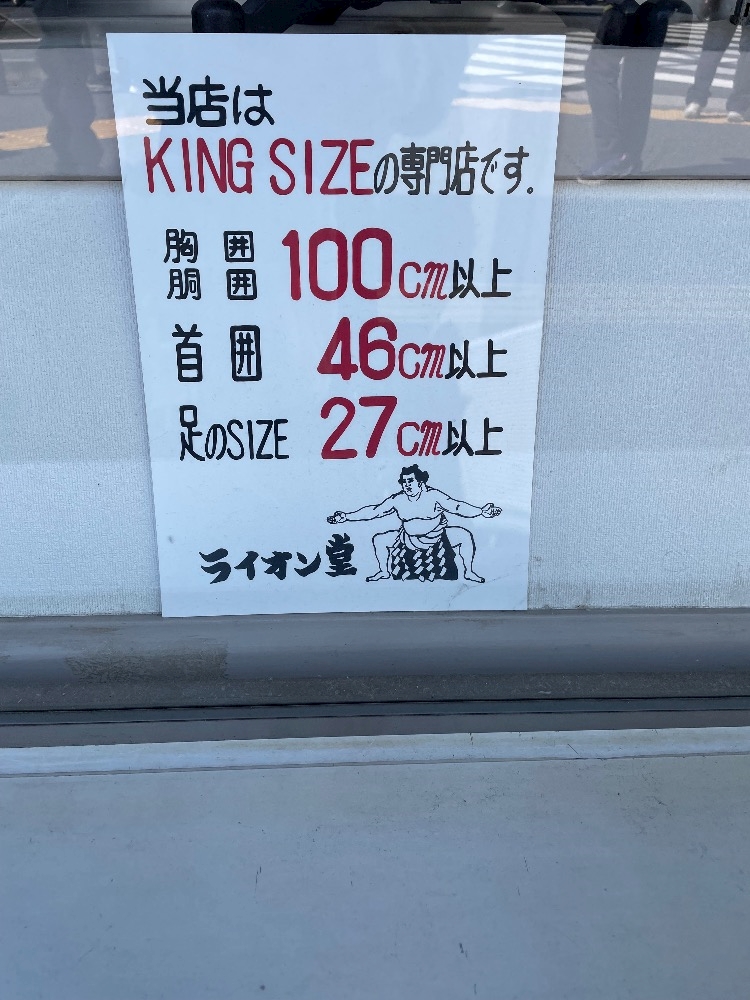 当店は
KING SIZEの専門店です.
胸囲
胴囲 100cm以上
首囲 46cm以上
足のSIZE 27cm以上
ライオン堂